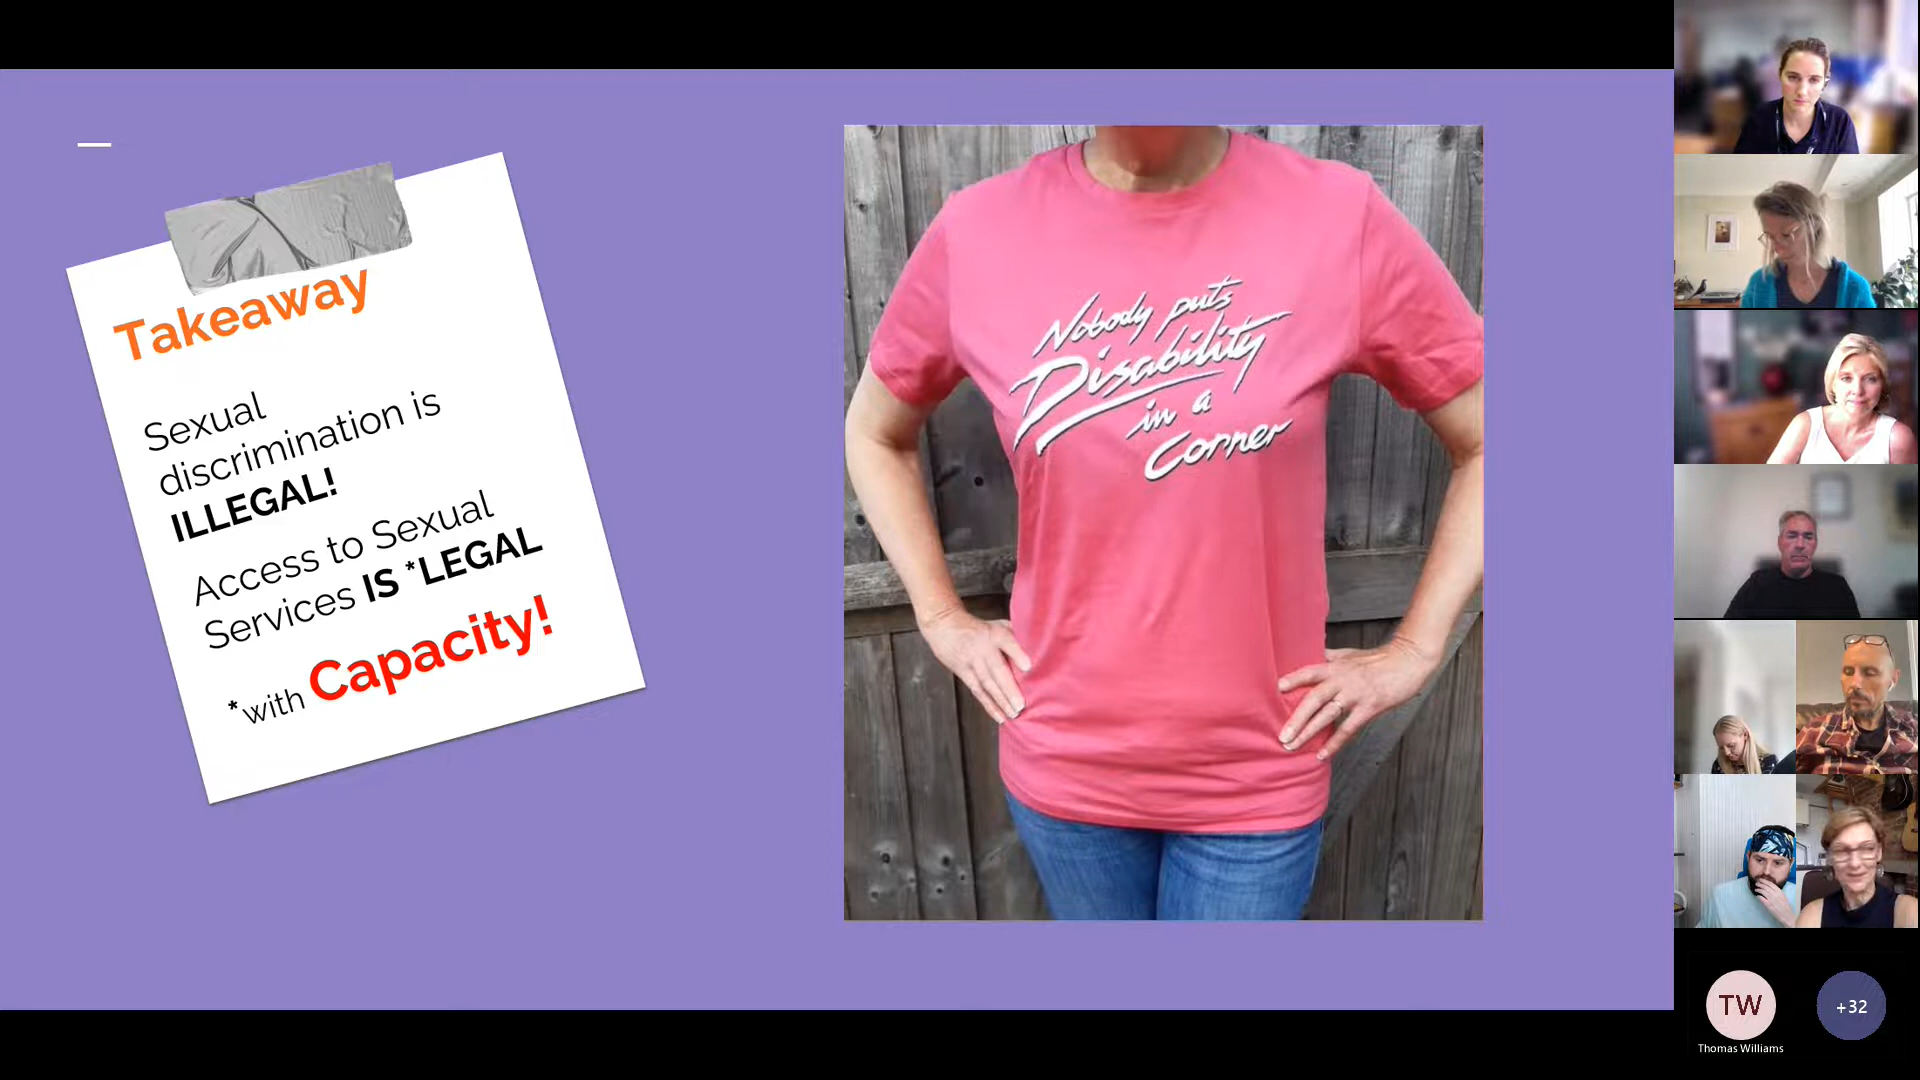 Takeaway
Sexual
discrimination is
ILLEGAL!
Access to Sexual
Services IS *LEGAL
*with Capacity!
Nobody puts
Disability
in a
Corner
TW
+32
Thomas Williams